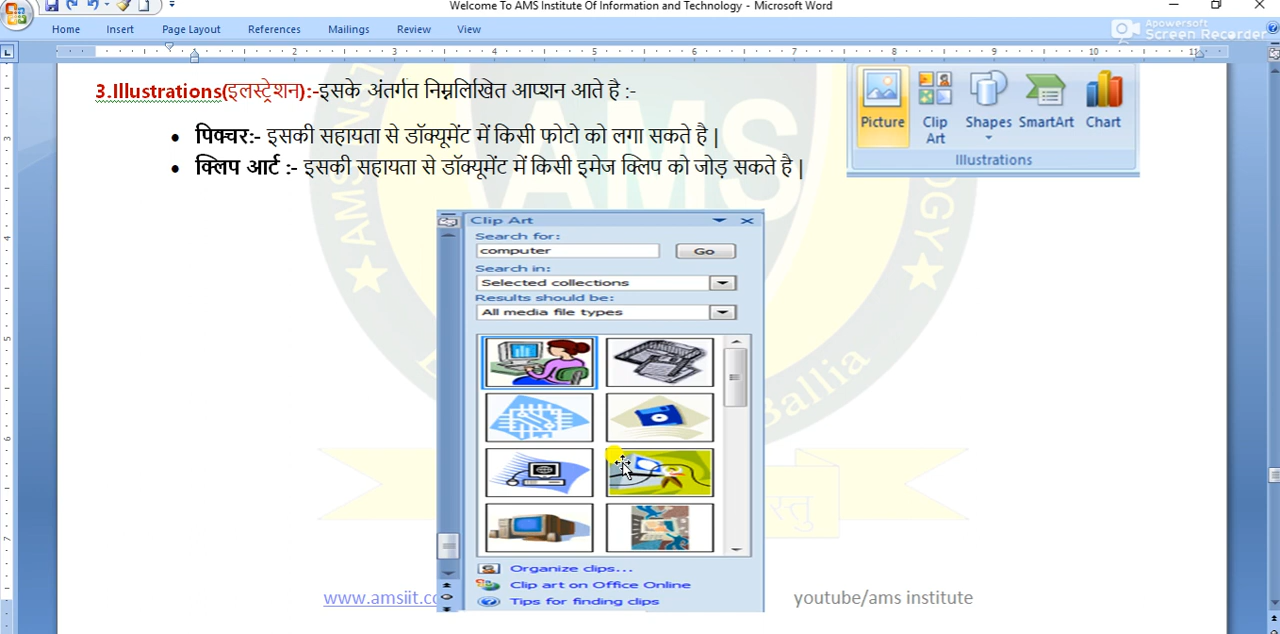 Welcome To AMS Institute Of Information and Technology - Microsoft Word
Home Insert Page Layout References Mailings Review View
Apowersoft
Screen Recorder
3.Illustrations(इलस्ट्रेशन):-इसके अंतर्गत निम्नलिखित आप्शन आते है :-
• पिक्चर:- इसकी सहायता से डॉक्यूमेंट में किसी फोटो को लगा सकते है |
• क्लिप आर्ट :- इसकी सहायता से डॉक्यूमेंट में किसी इमेज क्लिप को जोड़ सकते है |
Picture Clip Art Shapes SmartArt Chart
Illustrations
AMS
Ballia
Clip Art
Search for:
computer Go
Search in:
Selected collections
Results should be:
All media file types
Organize clips...
Clip art on Office Online
Tips for finding clips
www.amsiit.c youtube/ams institute